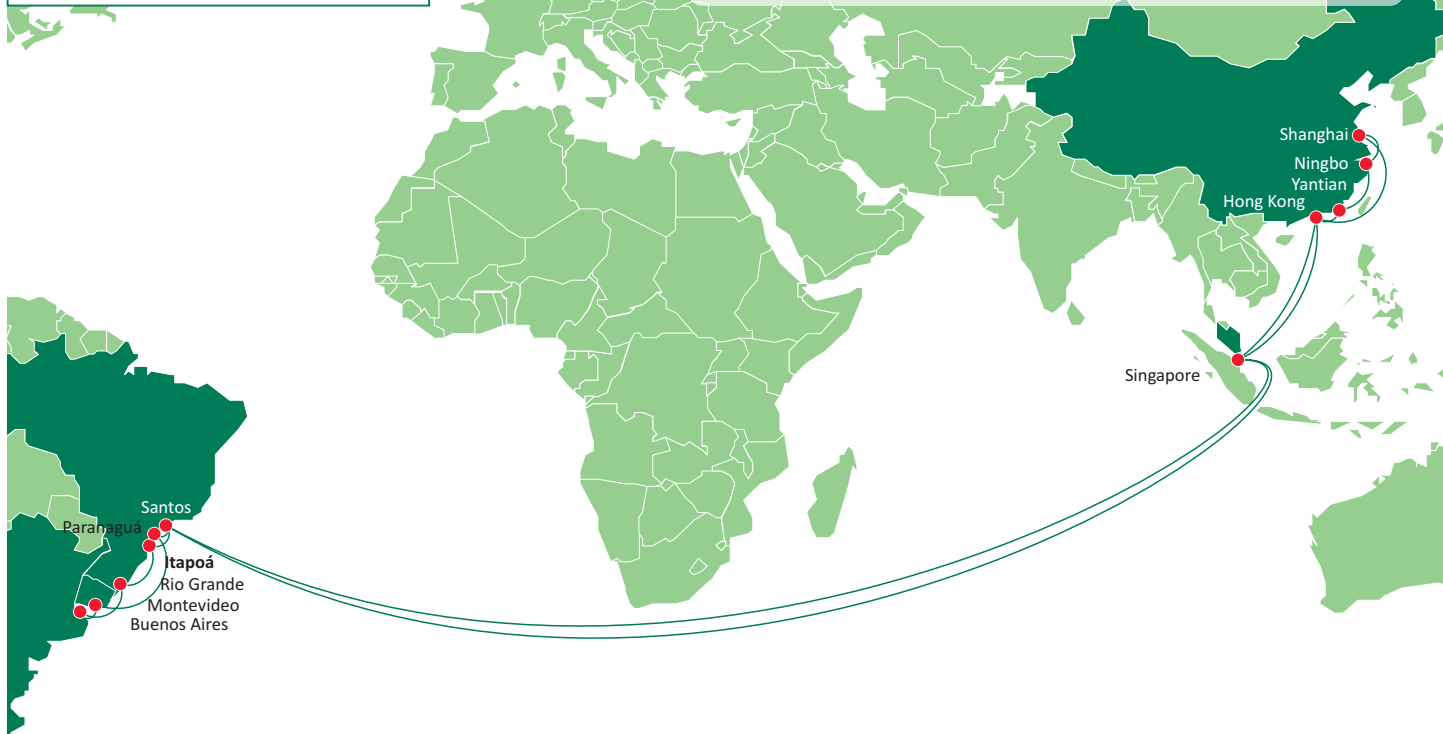 Shanghai
Ningbo
Yantian
Hong Kong
Singapore
Santos
Paranaguá
Itapoá
Rio Grande
Montevideo
Buenos Aires